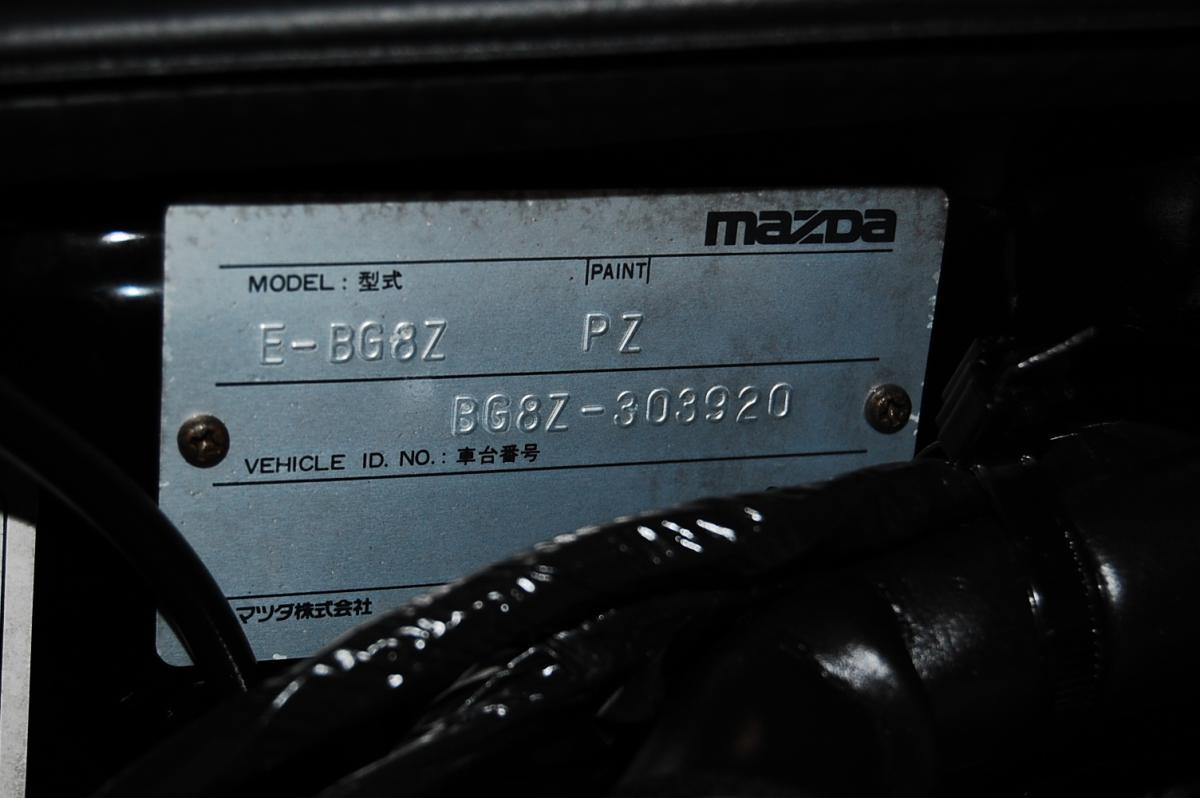 mazda
MODEL : 型式 PAINT
E-BG8Z PZ
BG8Z-303920
VEHICLE ID. NO. : 車台番号
マツダ株式会社